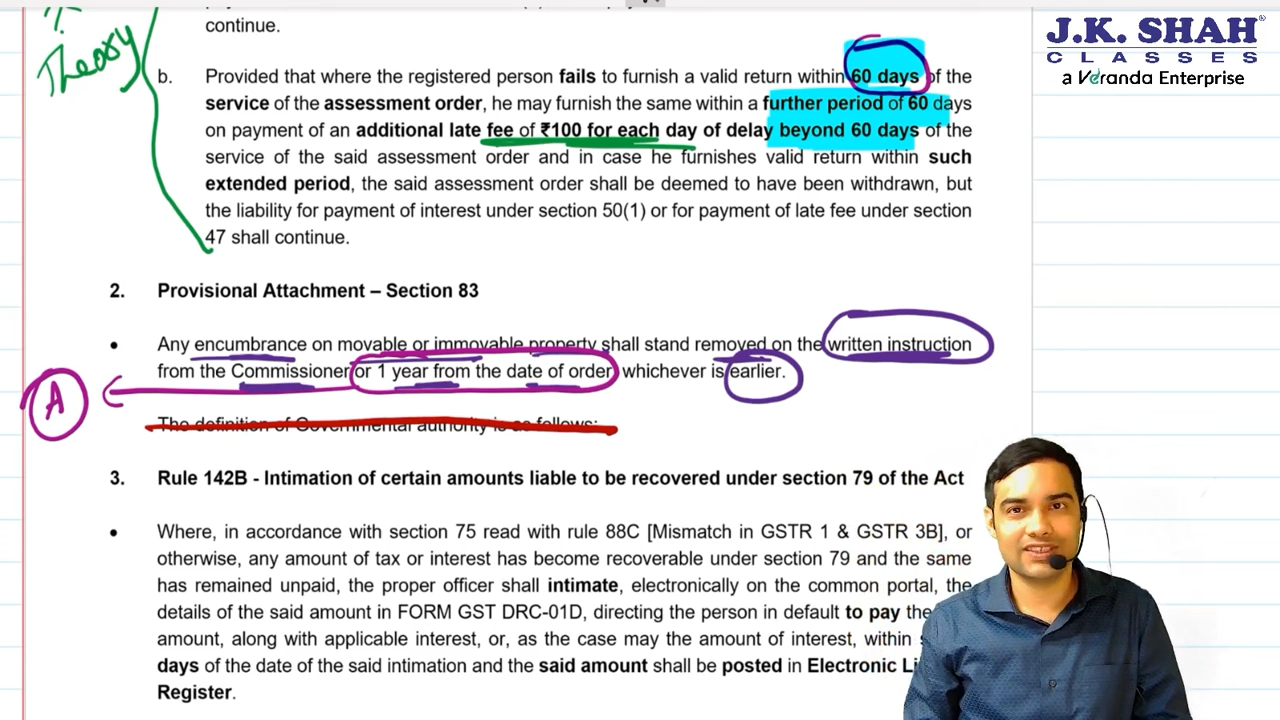 continue.
J.K. SHAH®
CLASSES
a Veranda Enterprise
Theory
b. Provided that where the registered person fails to furnish a valid return within 60 days of the
service of the assessment order, he may furnish the same within a further period of 60 days
on payment of an additional late fee of ₹100 for each day of delay beyond 60 days of the
service of the said assessment order and in case he furnishes valid return within such
extended period, the said assessment order shall be deemed to have been withdrawn, but
the liability for payment of interest under section 50(1) or for payment of late fee under section
47 shall continue.
2. Provisional Attachment – Section 83
• Any encumbrance on movable or immovable property shall stand removed on the written instruction
from the Commissioner or 1 year from the date of order whichever is earlier.
A
The definition of Governmental authority is as follows:
3. Rule 142B - Intimation of certain amounts liable to be recovered under section 79 of the Act
• Where, in accordance with section 75 read with rule 88C [Mismatch in GSTR 1 & GSTR 3B], or
otherwise, any amount of tax or interest has become recoverable under section 79 and the same
has remained unpaid, the proper officer shall intimate, electronically on the common portal, the
details of the said amount in FORM GST DRC-01D, directing the person in default to pay the
amount, along with applicable interest, or, as the case may the amount of interest, within
days of the date of the said intimation and the said amount shall be posted in Electronic
Register.